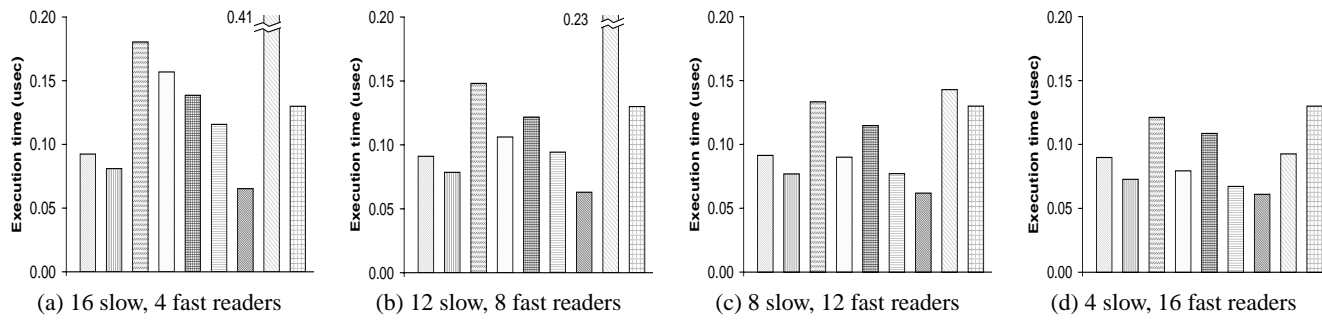 0.20
0.41
0.15
0.10
0.05
0.00
Execution time (usec)
(a) 16 slow, 4 fast readers
0.20
0.23
0.15
0.10
0.05
0.00
Execution time (usec)
(b) 12 slow, 8 fast readers
0.20
0.15
0.10
0.05
0.00
Execution time (usec)
(c) 8 slow, 12 fast readers
0.20
0.15
0.10
0.05
0.00
Execution time (usec)
(d) 4 slow, 16 fast readers